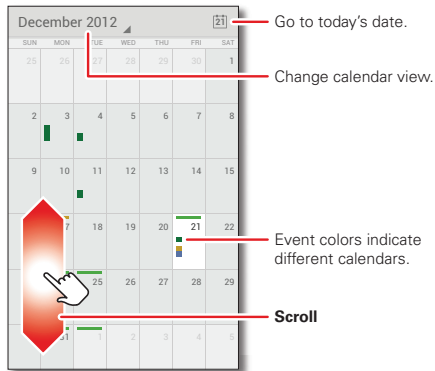 December 2012
21
Go to today's date.
SUN MON TUE WED THU FRI SAT
25 26 27 28 29 30 1
Change calendar view.
2 3 4 5 6 7 8
9 10 11 12 13 14 15
7 18 19 20 21 22
Event colors indicate
different calendars.
25 26 27 28 29
Scroll
31 1 2 3 4 5